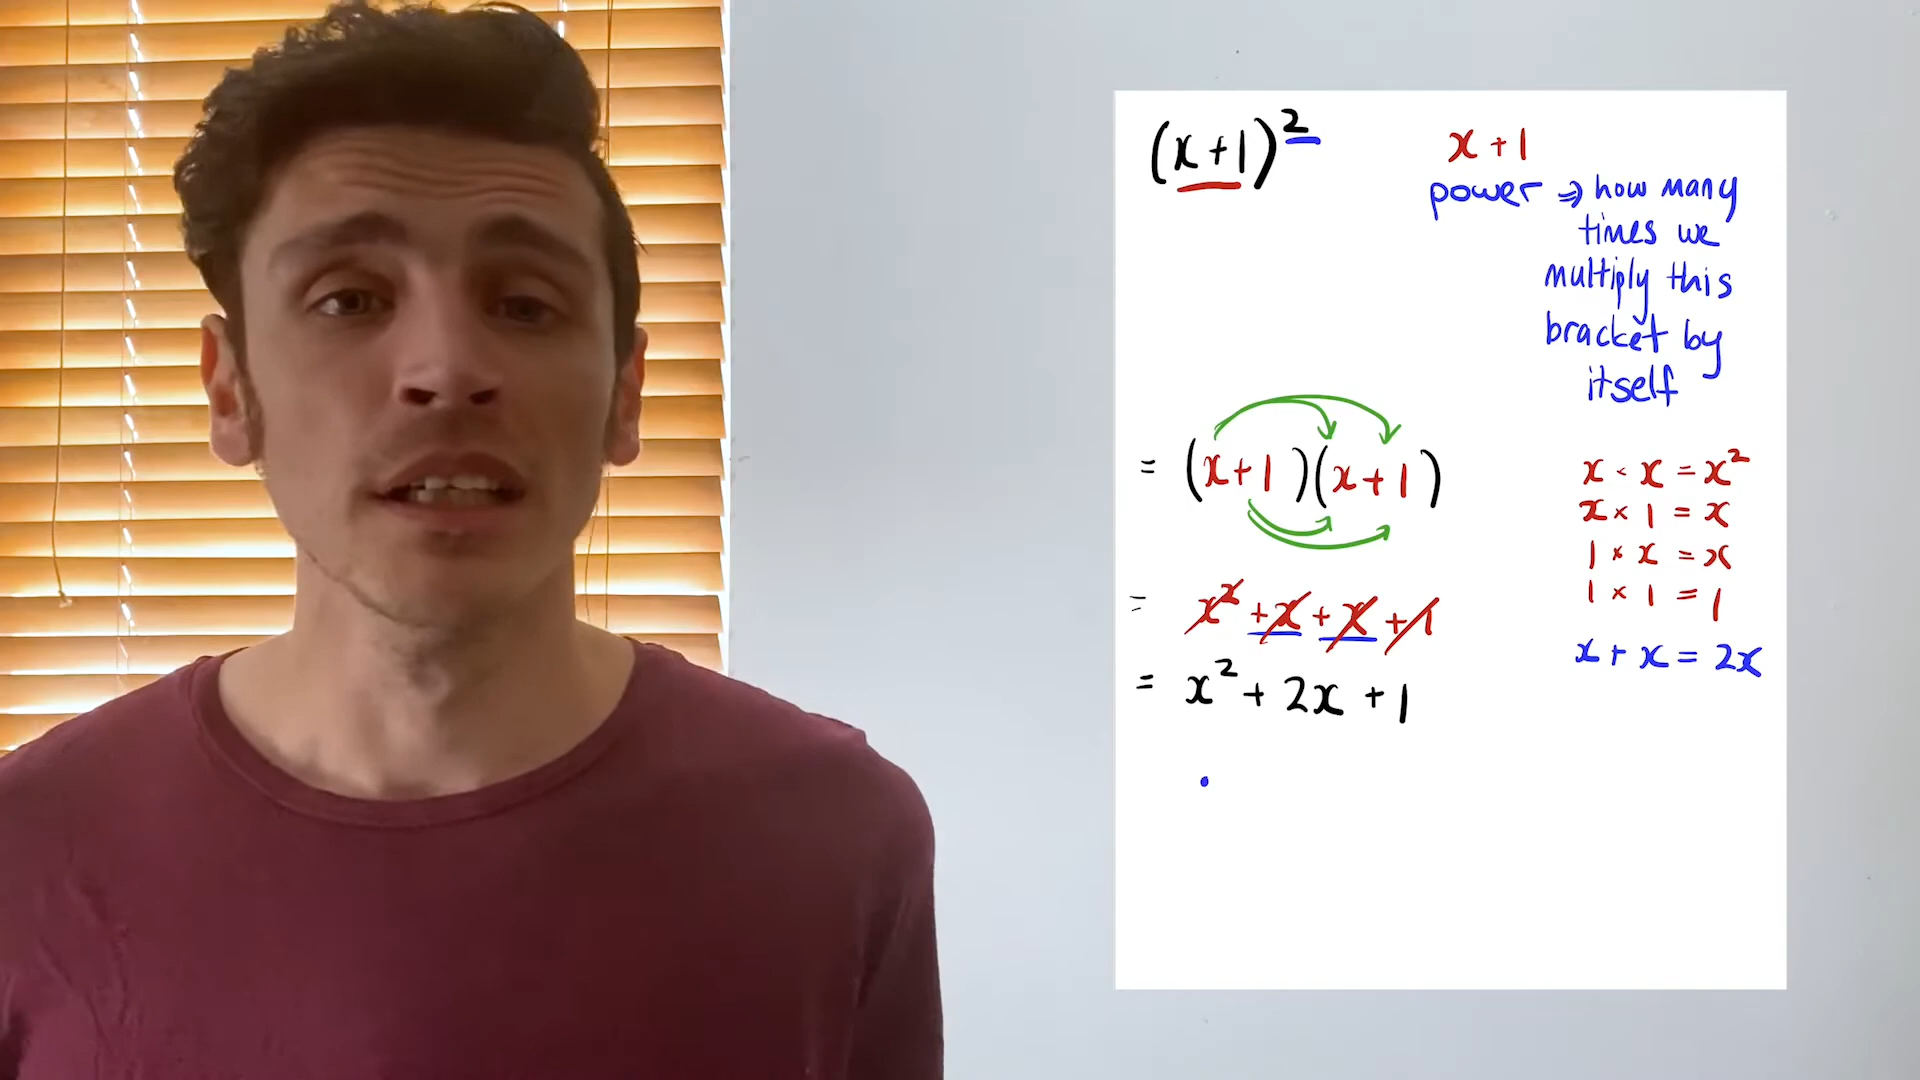 (x+1)²
x+1
power ⇒ how many
times we
multiply this
bracket by
itself
= (x+1)(x+1)
x × x = x²
x × 1 = x
1 × x = x
1 × 1 = 1
= x² + x + x + 1
x + x = 2x
= x² + 2x + 1